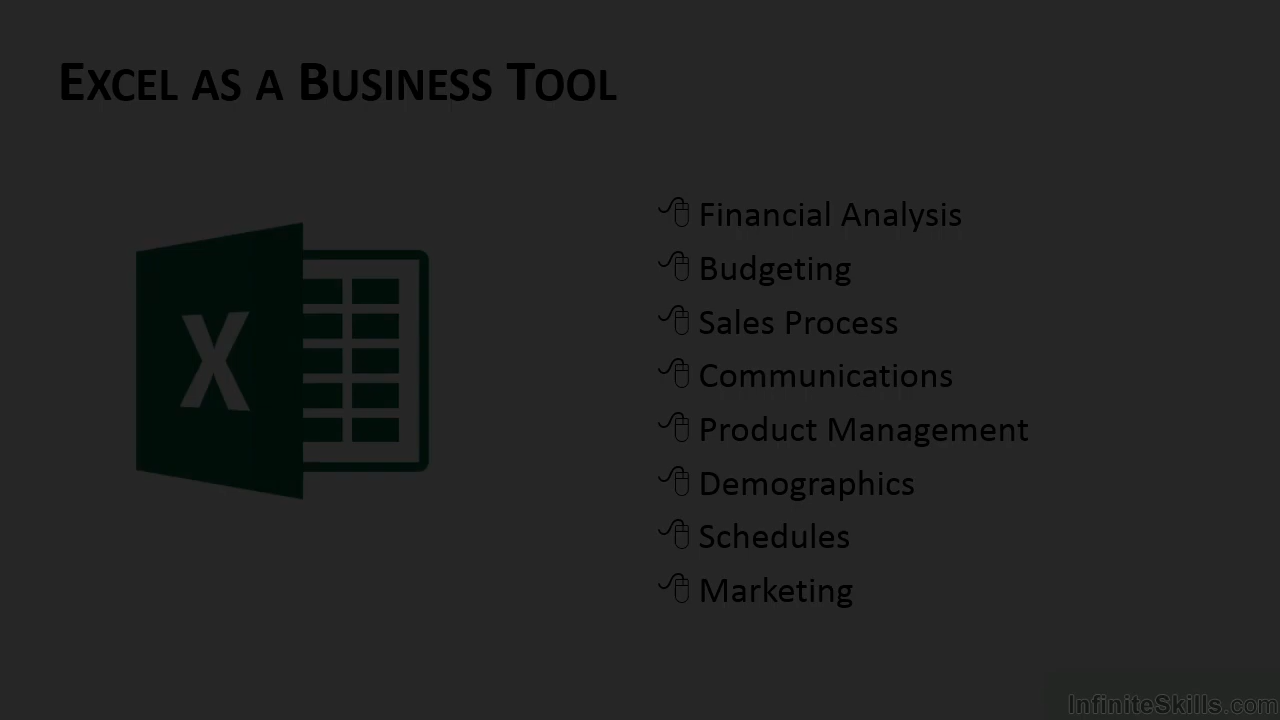 EXCEL AS A BUSINESS TOOL
X
Financial Analysis
Budgeting
Sales Process
Communications
Product Management
Demographics
Schedules
Marketing
InfiniteSkills.com